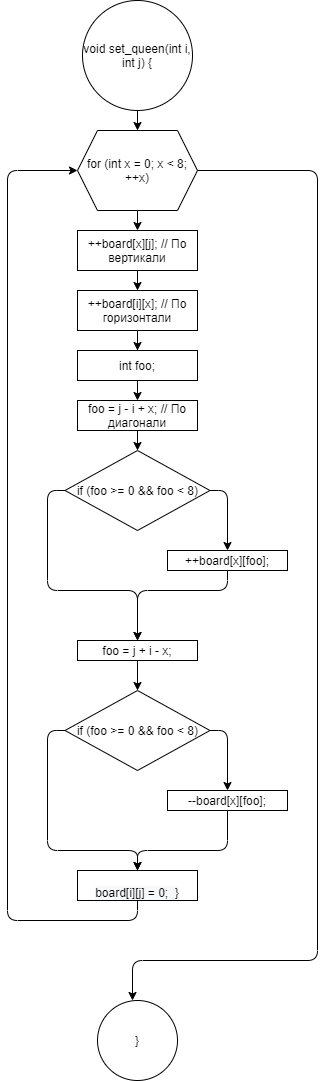 void set_queen(int i,
int j) {
for (int x = 0; x < 8;
++x)
++board[x][j]; // По
вертикали
++board[i][x]; // По
горизонтали
int foo;
foo = j - i + x; // По
диагонали
if (foo >= 0 && foo < 8)
++board[x][foo];
foo = j + i - x;
if (foo >= 0 && foo < 8)
--board[x][foo];
board[i][j] = 0;  }
}